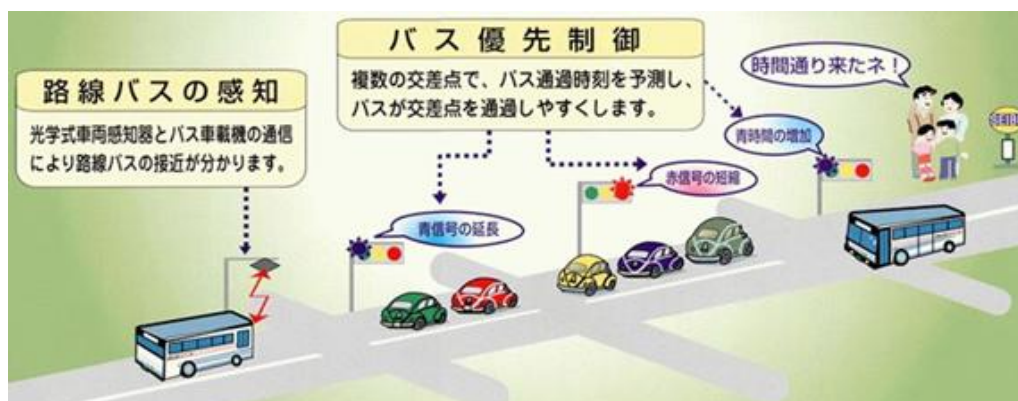 バス優先制御
複数の交差点で、バス通過時刻を予測し、
バスが交差点を通過しやすくします。
路線バスの感知
光学式車両感知器とバス車載機の通信
により路線バスの接近が分かります。
時間通り来たネ！
青時間の増加
赤信号の短縮
青信号の延長